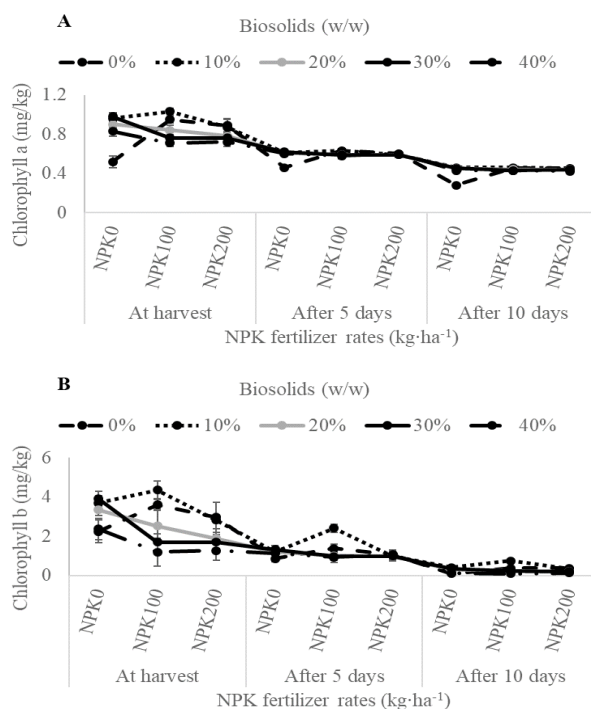 A
Biosolids (w/w)
0% 10% 20% 30% 40%
Chlorophyll a (mg/kg)
1.2
0.8
0.4
0
NPK0 NPK100 NPK200 NPK0 NPK100 NPK200 NPK0 NPK100 NPK200
At harvest After 5 days After 10 days
NPK fertilizer rates (kg·ha⁻¹)
B
Biosolids (w/w)
0% 10% 20% 30% 40%
Chlorophyll b (mg/kg)
6
4
2
0
NPK0 NPK100 NPK200 NPK0 NPK100 NPK200 NPK0 NPK100 NPK200
At harvest After 5 days After 10 days
NPK fertilizer rates (kg·ha⁻¹)